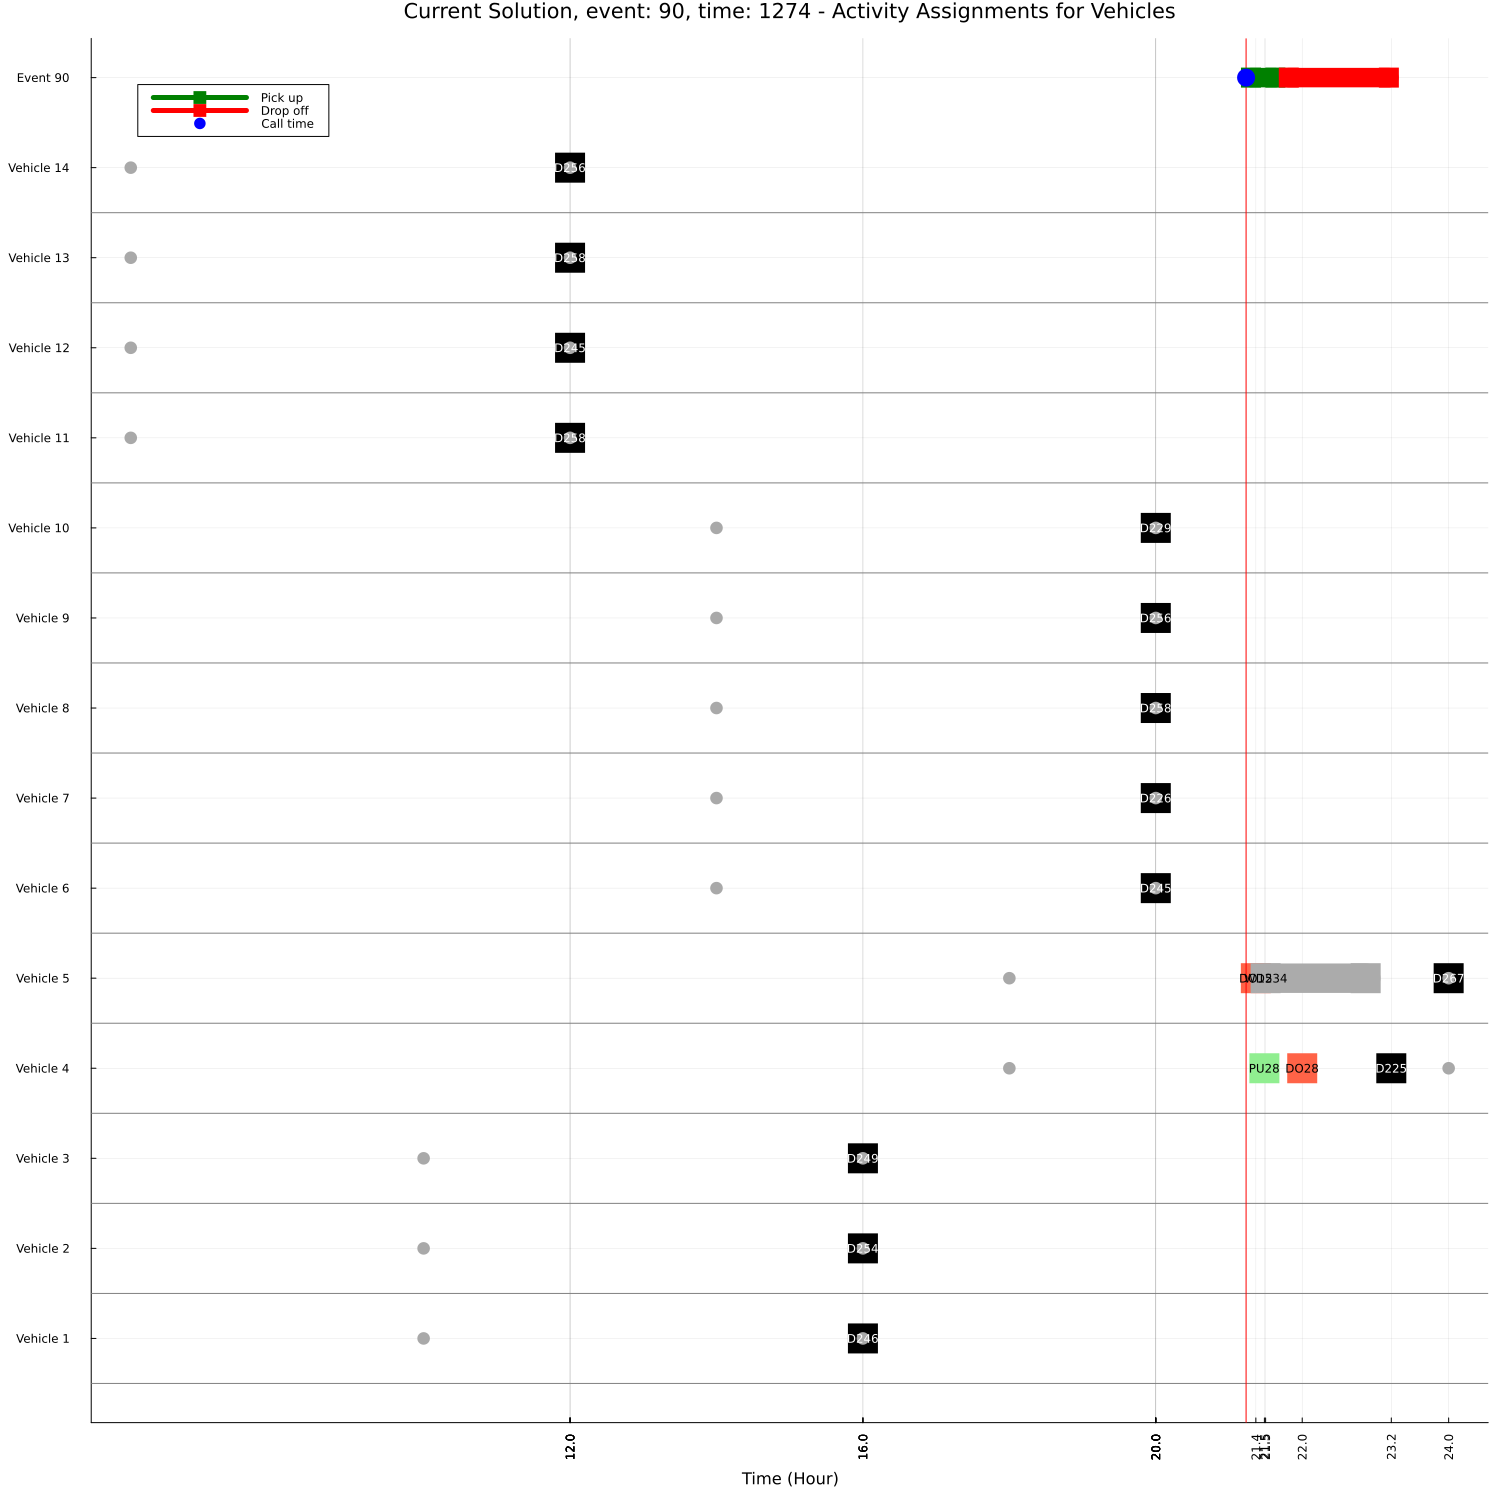 Current Solution, event: 90, time: 1274 - Activity Assignments for Vehicles
Event 90
Pick up
Drop off
Call time
Vehicle 14
D256
Vehicle 13
D258
Vehicle 12
D245
Vehicle 11
D258
Vehicle 10
D229
Vehicle 9
D256
Vehicle 8
D258
Vehicle 7
D226
Vehicle 6
D245
Vehicle 5
D267
Vehicle 4
PU28
DO28
D225
Vehicle 3
D249
Vehicle 2
D254
Vehicle 1
D246
12.0
16.0
20.0
21.4
21.5
22.0
23.2
24.0
Time (Hour)